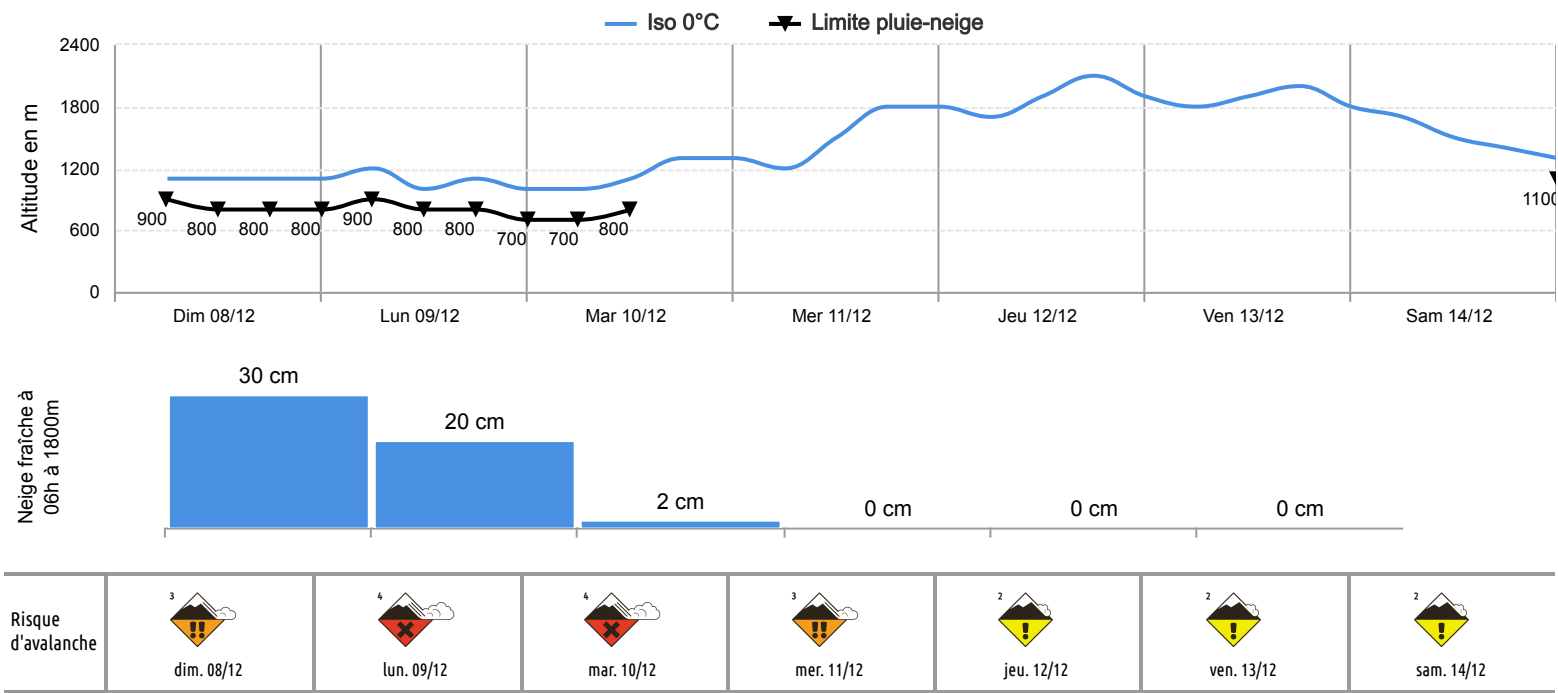 Iso 0°C Limite pluie-neige
Altitude en m
2400
1800
1200
600
0
900 800 800 800 900 800 800 700 700 800 1100
Dim 08/12 Lun 09/12 Mar 10/12 Mer 11/12 Jeu 12/12 Ven 13/12 Sam 14/12
Neige fraîche à
06h à 1800m
30 cm 20 cm 2 cm 0 cm 0 cm 0 cm
Risque
d'avalanche
3 4 4 3 2 2 2
!! !! ! ! !
dim. 08/12 lun. 09/12 mar. 10/12 mer. 11/12 jeu. 12/12 ven. 13/12 sam. 14/12